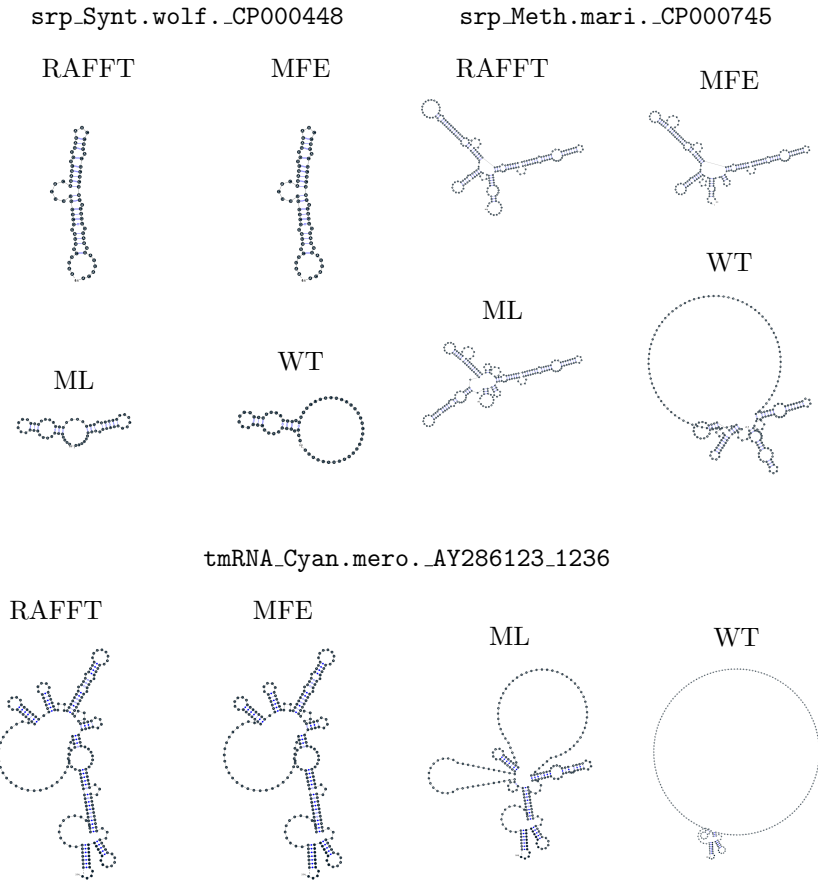 srp_Synt.wolf._CP000448
srp_Meth.mari._CP000745
RAFFT
MFE
RAFFT
MFE
ML
WT
ML
WT
tmRNA_Cyan.mero._AY286123_1236
RAFFT
MFE
ML
WT